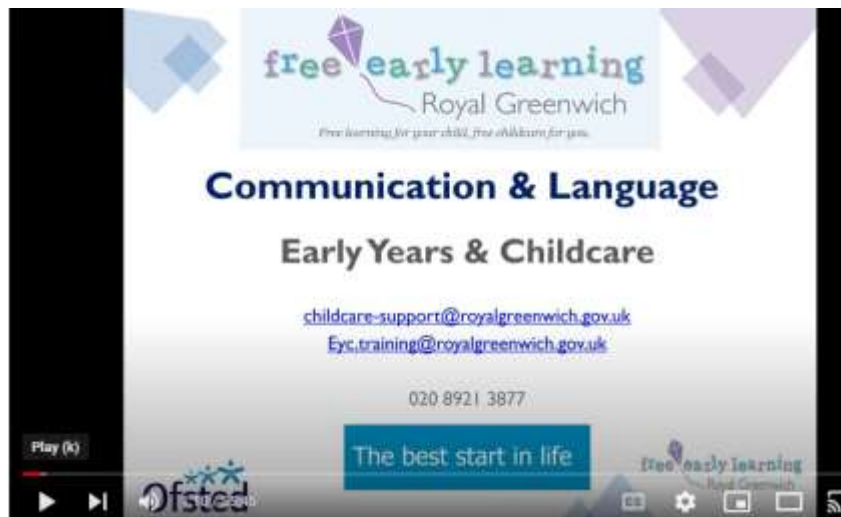 free early learning
Royal Greenwich
Free learning for your child, free childcare for you.
Communication & Language
Early Years & Childcare
childcare-support@royalgreenwich.gov.uk
Eyc.training@royalgreenwich.gov.uk
020 8921 3877
Play (k)
The best start in life
free early learning
Royal Greenwich
Ofsted
CC